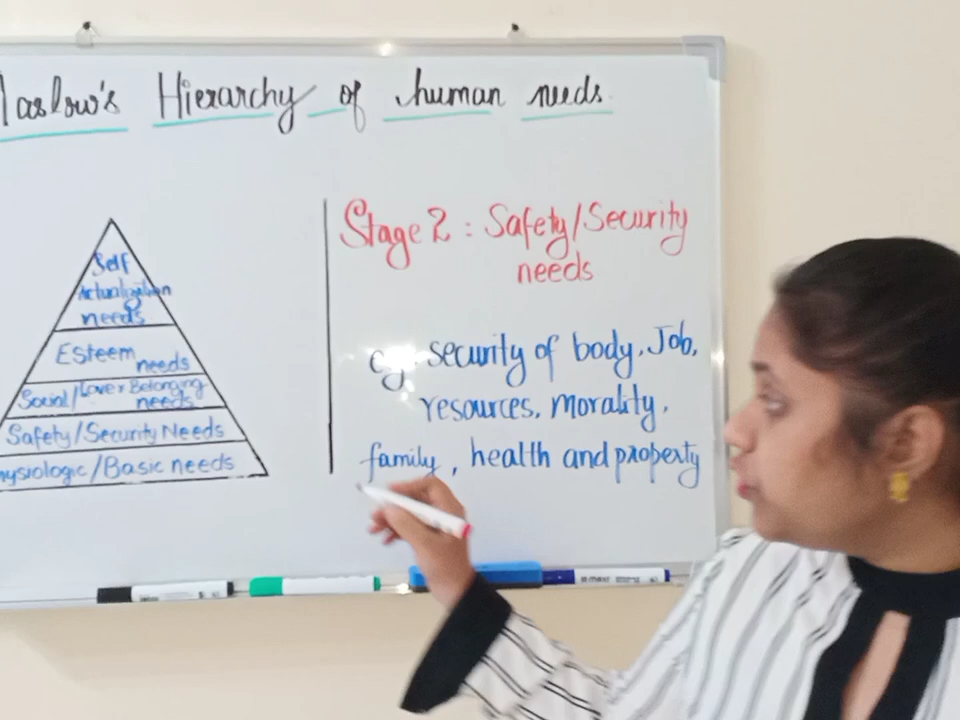 Maslow's Hierarchy of human needs.
Self
Actualization
needs
Esteem needs
Social/Love & Belonging
needs
Safety/Security Needs
hysiologic/Basic needs
Stage 2 : Safety/Security
needs
eg. security of body, Job,
resources, morality,
family, health and property